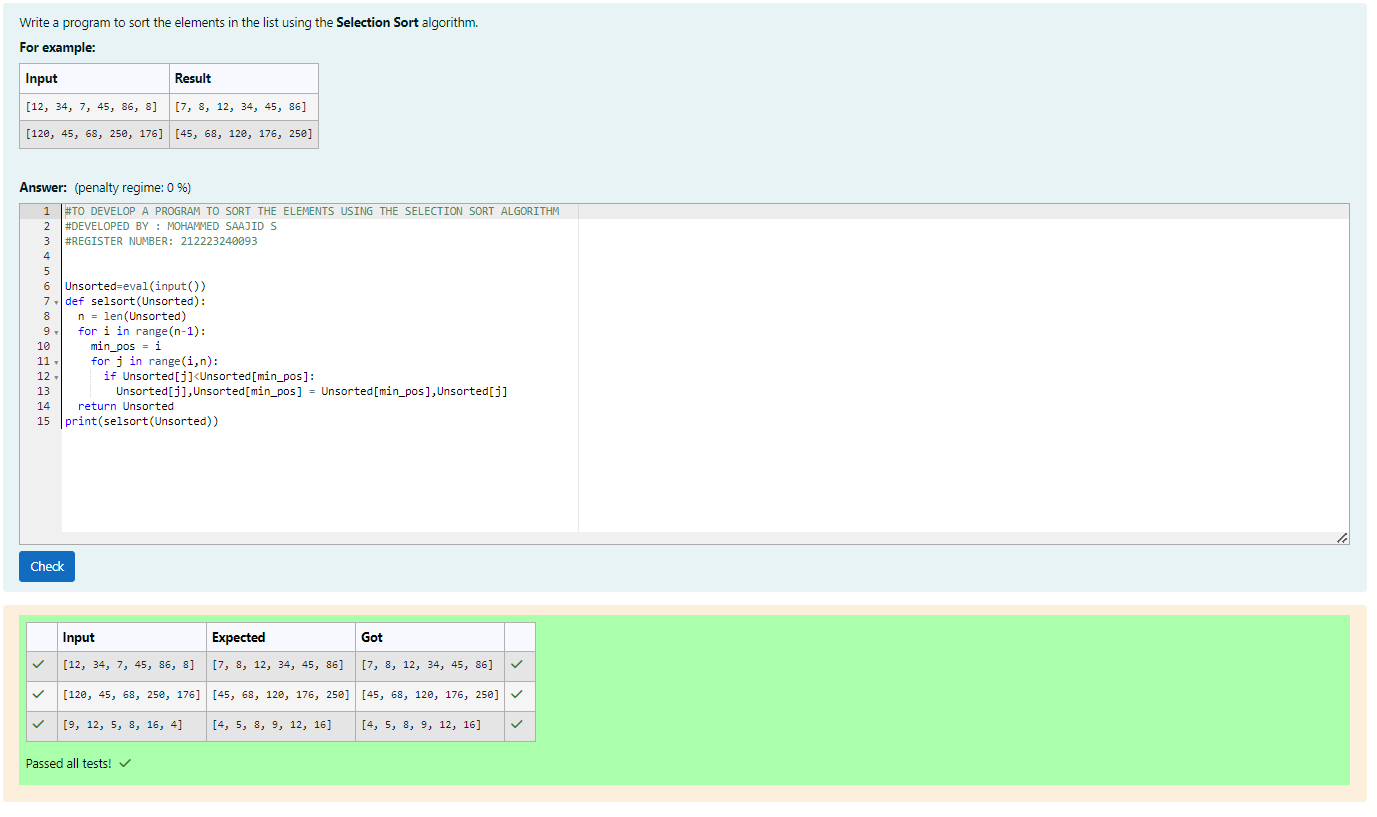 Write a program to sort the elements in the list using the Selection Sort algorithm.
For example:
Input Result
[12, 34, 7, 45, 86, 8] [7, 8, 12, 34, 45, 86]
[120, 45, 68, 250, 176] [45, 68, 120, 176, 250]
Answer: (penalty regime: 0 %)
1 #TO DEVELOP A PROGRAM TO SORT THE ELEMENTS USING THE SELECTION SORT ALGORITHM
2 #DEVELOPED BY : MOHAMMED SAAJID S
3 #REGISTER NUMBER: 212223240093
4
5
6 Unsorted=eval(input())
7 def selsort(Unsorted):
8   n = len(Unsorted)
9   for i in range(n-1):
10     min_pos = i
11     for j in range(i,n):
12       if Unsorted[j]<Unsorted[min_pos]:
13         Unsorted[j],Unsorted[min_pos] = Unsorted[min_pos],Unsorted[j]
14   return Unsorted
15 print(selsort(Unsorted))
Check
Input Expected Got
[12, 34, 7, 45, 86, 8] [7, 8, 12, 34, 45, 86] [7, 8, 12, 34, 45, 86]
[120, 45, 68, 250, 176] [45, 68, 120, 176, 250] [45, 68, 120, 176, 250]
[9, 12, 5, 8, 16, 4] [4, 5, 8, 9, 12, 16] [4, 5, 8, 9, 12, 16]
Passed all tests!